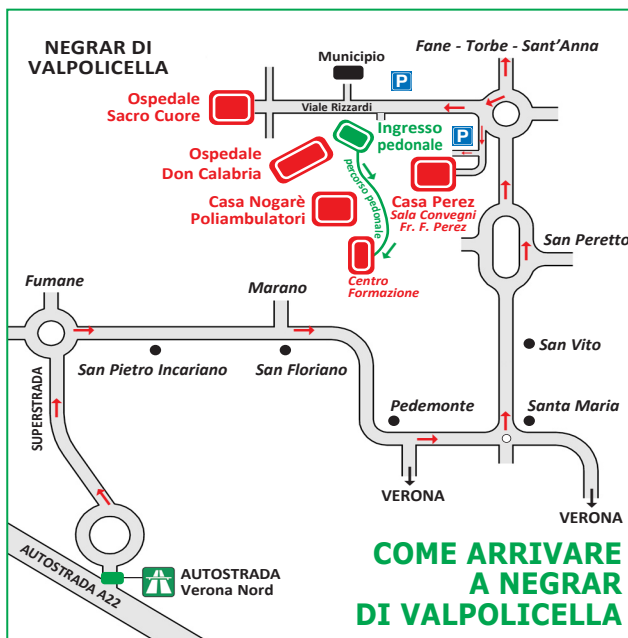 NEGRAR DI
VALPOLICELLA
Municipio
P
Fane - Torbe - Sant'Anna
Ospedale
Sacro Cuore
Viale Rizzardi
Ingresso
pedonale
P
Ospedale
Don Calabria
percorso pedonale
Casa Perez
Sala Convegni
Fr. F. Perez
Casa Nogarè
Poliambulatori
San Peretto
Centro
Formazione
Fumane
Marano
San Pietro Incariano
San Floriano
San Vito
SUPERSTRADA
Pedemonte
Santa Maria
VERONA
VERONA
AUTOSTRADA A22
AUTOSTRADA
Verona Nord
COME ARRIVARE
A NEGRAR
DI VALPOLICELLA